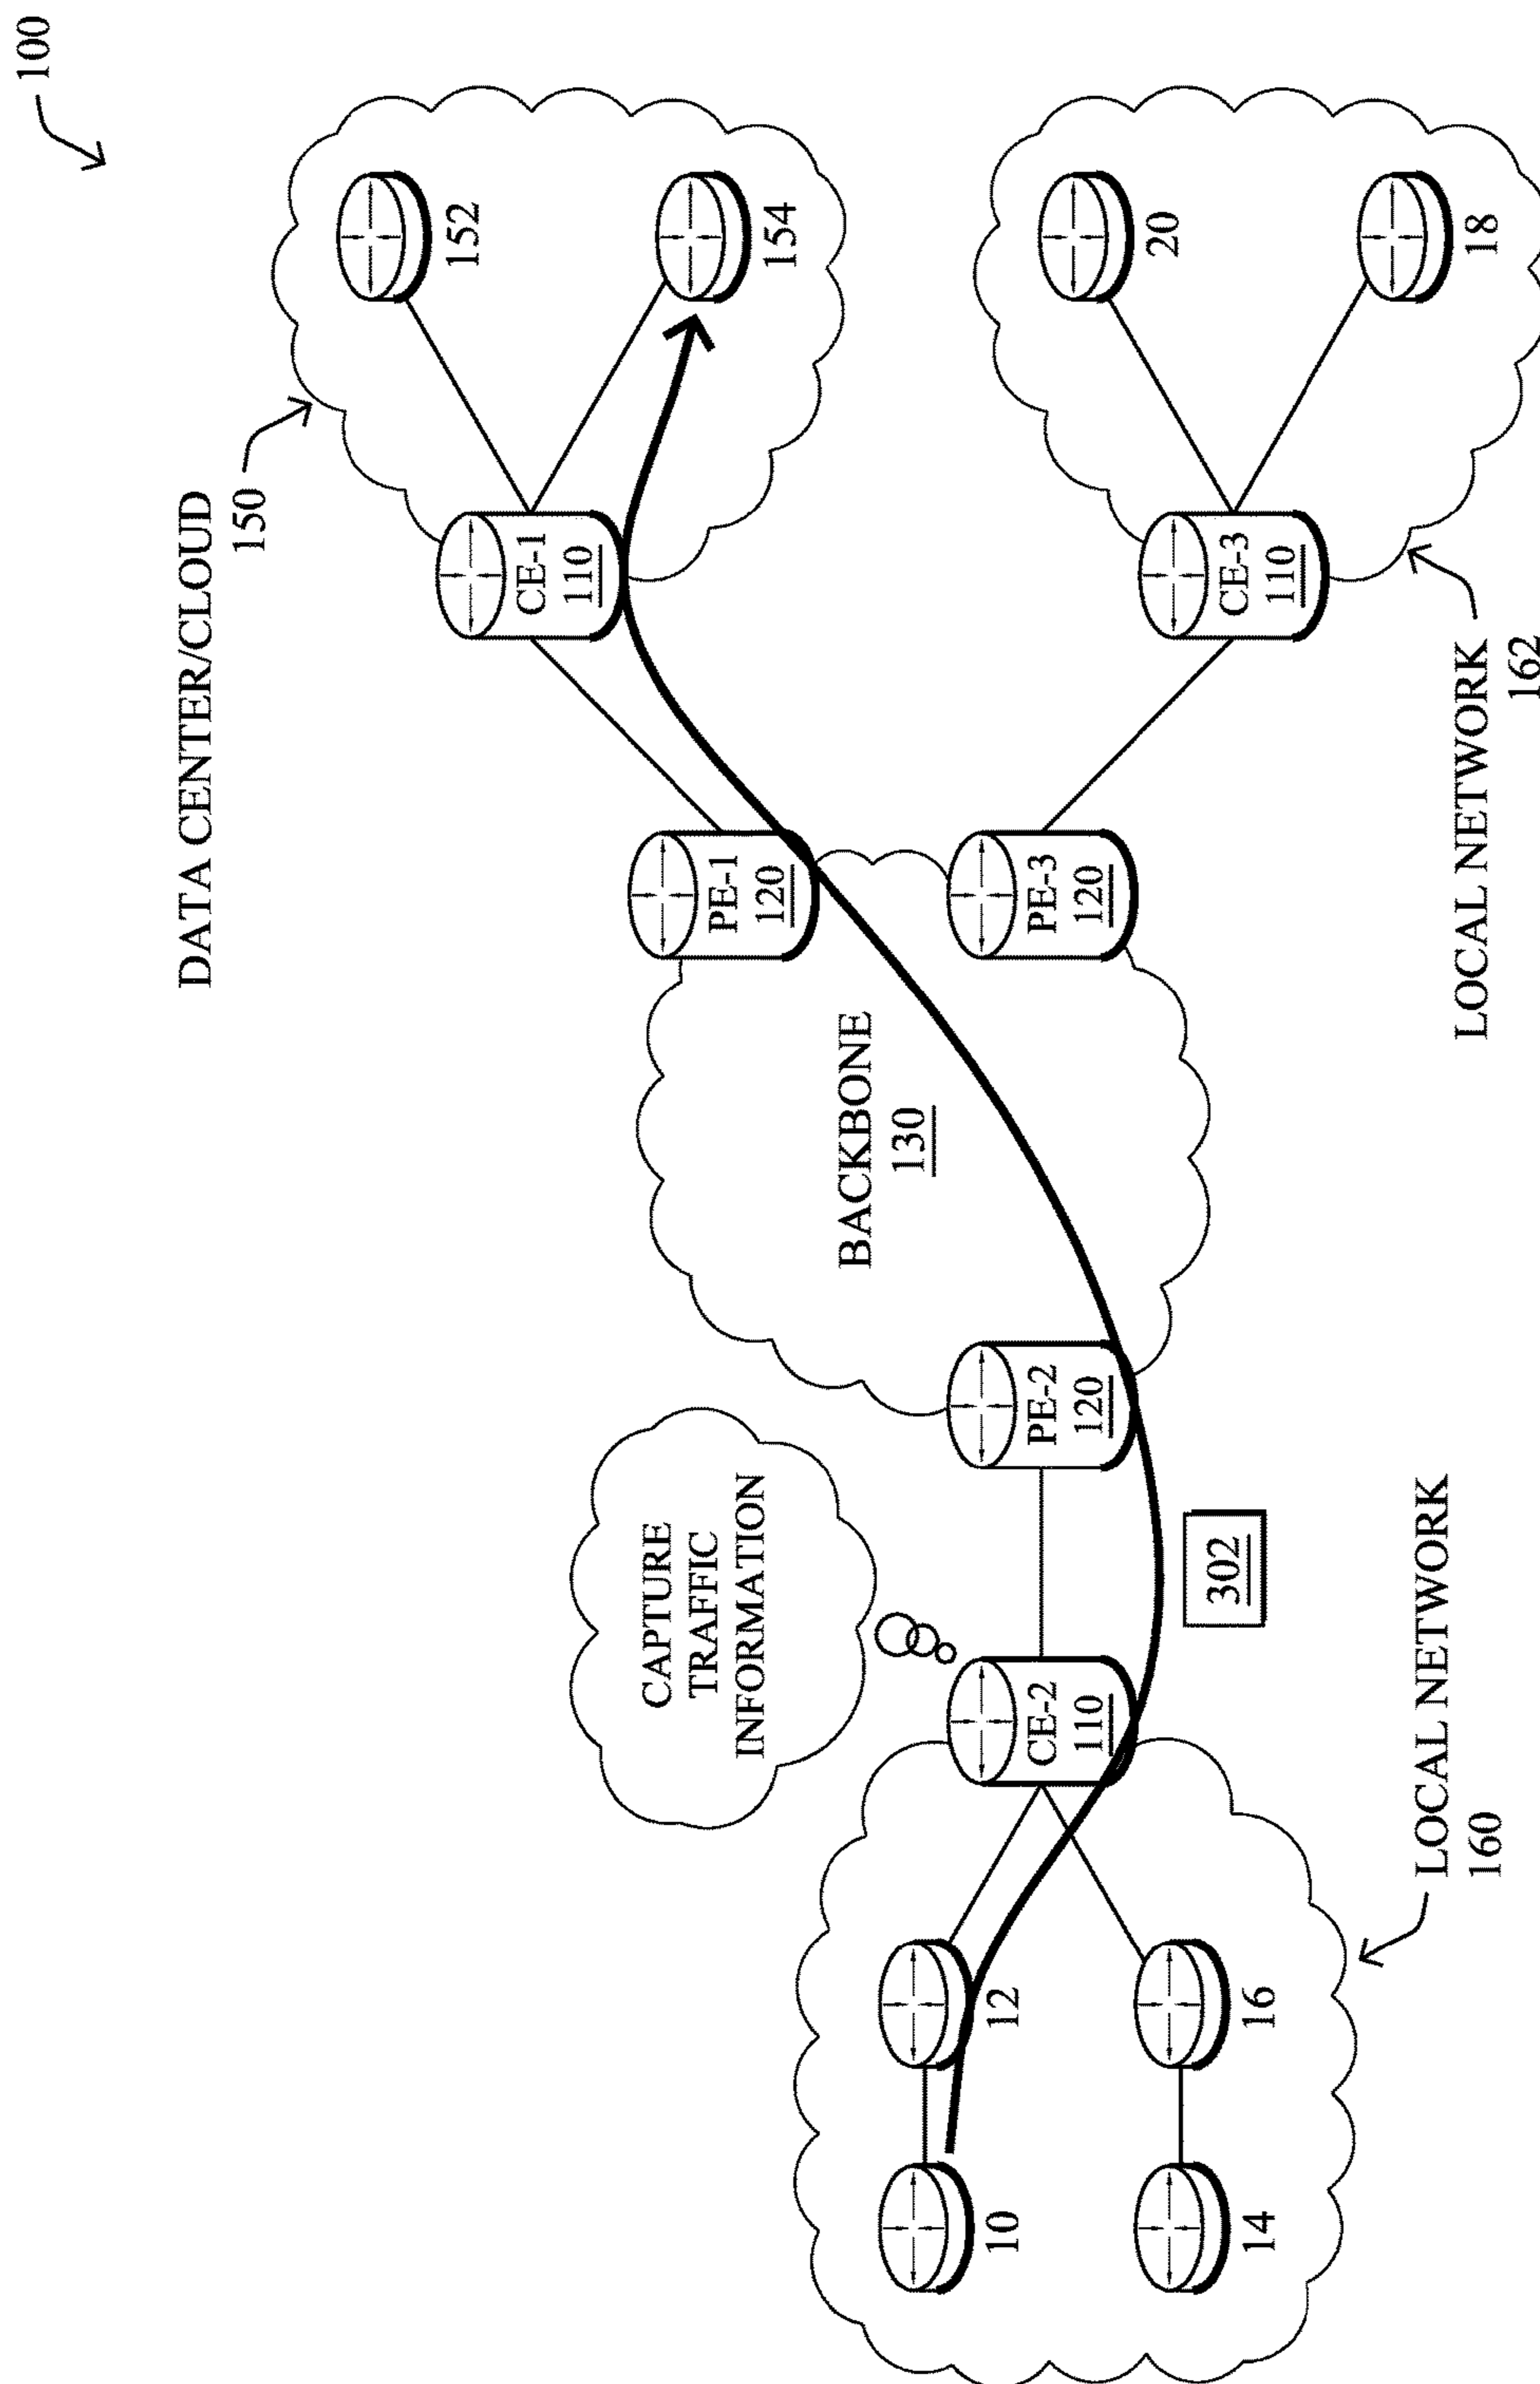 100
DATA CENTER/CLOUD
150
152
154
CE-1
110
PE-1
120
BACKBONE
130
CAPTURE
TRAFFIC
INFORMATION
10
12
CE-2
110
PE-2
120
PE-3
120
CE-3
110
20
18
14
16
302
LOCAL NETWORK
160
LOCAL NETWORK
162